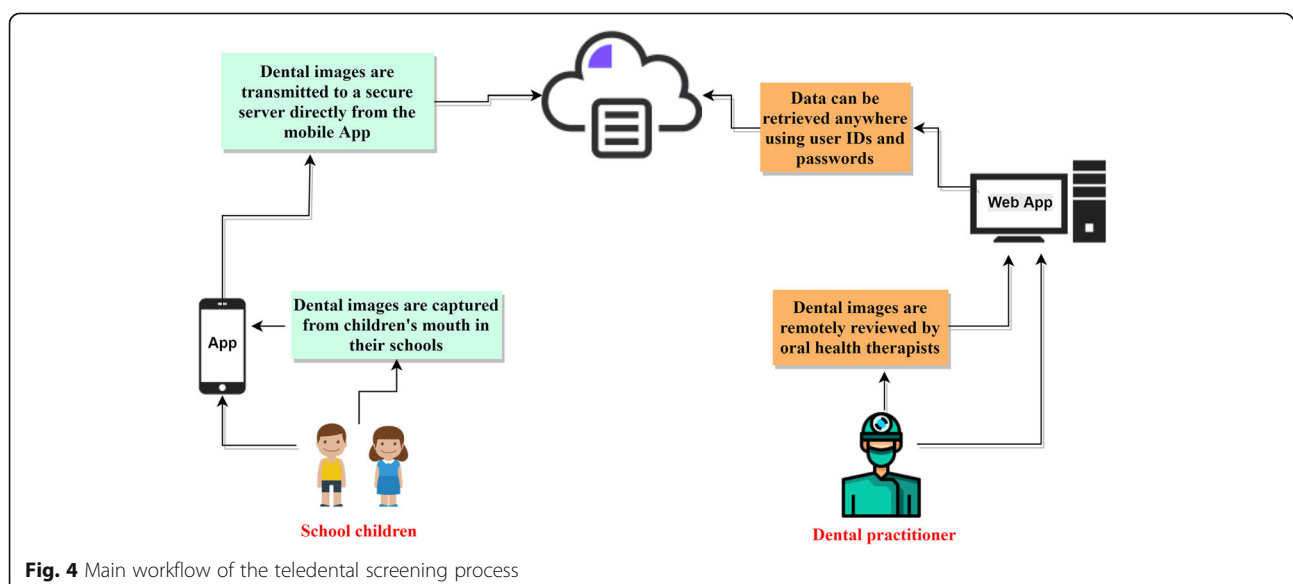 Dental images are
transmitted to a secure
server directly from the
mobile App
Data can be
retrieved anywhere
using user IDs and
passwords
Web App
Dental images are captured
from children's mouth in
their schools
App
Dental images are
remotely reviewed by
oral health therapists
School children
Dental practitioner
Fig. 4 Main workflow of the teledental screening process